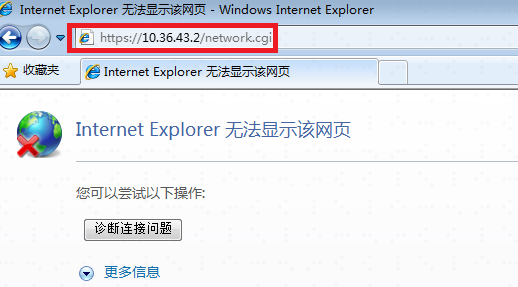 Internet Explorer 无法显示该网页 - Windows Internet Explorer
https://10.36.43.2/network.cgi
收藏夹
Internet Explorer 无法显示该网页
Internet Explorer 无法显示该网页
您可以尝试以下操作:
诊断连接问题
更多信息